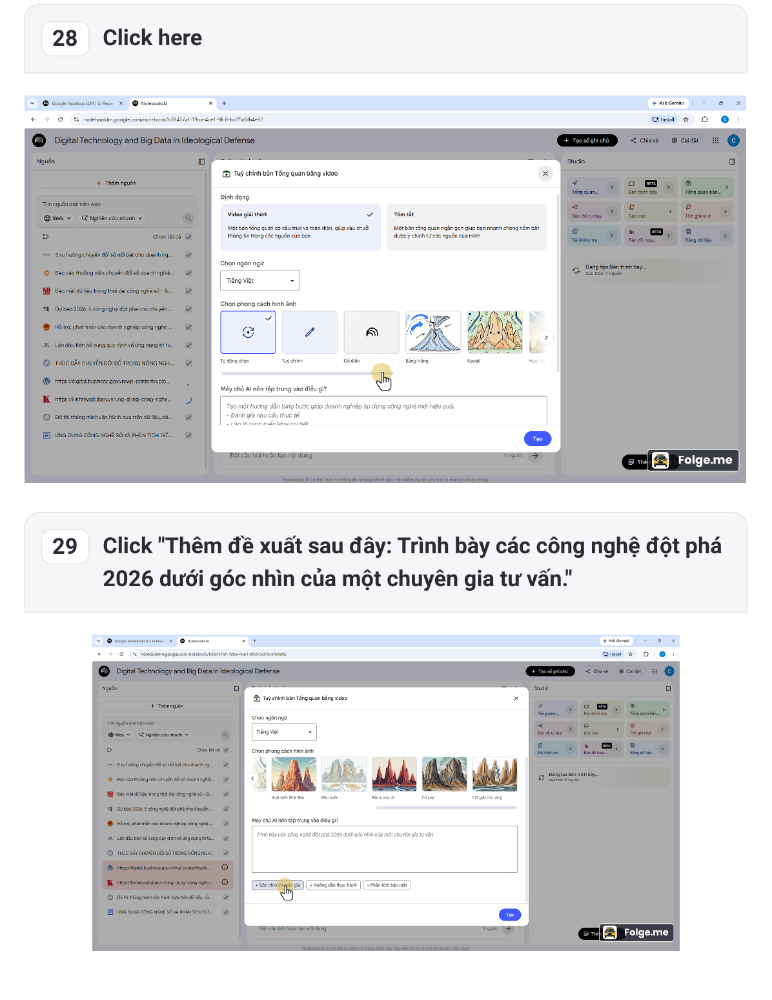 28
Click here
Google NotebookLM | AI Resea
NotebookLM
Ask Gemini
notebooklm.google.com/notebook/b39457af-19ba-4ce1-9fc8-bd75c6fb4e92
Install
Digital Technology and Big Data in Ideological Defense
Tạo sổ ghi chú
Chia sẻ
Cài đặt
C
Nguồn
+ Thêm nguồn
Tìm nguồn mới trên web
Web
Nghiên cứu nhanh
Chọn tất cả
3 xu hướng chuyển đổi số nổi bật cho doanh ng...
Báo cáo thường niên chuyển đổi số doanh nghiệ...
Bảo mật dữ liệu trong thời đại công nghệ số - B...
Dự báo 2026: 5 công nghệ đột phá cho chuyển ...
Hỗ trợ, phát triển các doanh nghiệp công nghệ ...
Lần đầu tiên bổ sung quy định về ứng dụng trí tu...
THÚC ĐẨY CHUYỂN ĐỔI SỐ TRONG NÔNG NGH...
https://digital.business.gov.vn/wp-content/uplo...
https://kinhtevadubao.vn/ung-dung-cong-nghe...
Đô thị thông minh vận hành dựa trên dữ liệu, cô...
ỨNG DỤNG CÔNG NGHỆ SỐ VÀ PHÂN TÍCH DỮ ...
Tuỳ chỉnh bản Tổng quan bằng video
Định dạng
Video giải thích
Một bản tổng quan có cấu trúc và toàn diện, giúp xâu chuỗi
thông tin trong các nguồn của bạn
Tóm tắt
Một bản tổng quan ngắn gọn giúp bạn nhanh chóng nắm bắt
được ý chính từ các nguồn của mình
Chọn ngôn ngữ
Tiếng Việt
Chọn phong cách hình ảnh
Tự động chọn
Tuỳ chỉnh
Cổ điển
Bảng trắng
Kawaii
Hoạt h
Máy chủ AI nên tập trung vào điều gì?
Tạo một hướng dẫn từng bước giúp doanh nghiệp áp dụng công nghệ mới hiệu quả:
- Đánh giá nhu cầu thực tế
- Lập lộ trình triển khai chi tiết
Tạo
Đặt câu hỏi hoặc tạo nội dung
11 nguồn
NotebookLM có thể đưa ra thông tin không chính xác; hãy kiểm tra kỹ câu trả lời mà bạn nhận được.
Studio
Tổng quan...
BETA
Bản trình bày
Tổng quan bản...
Bản đồ tư duy
Báo cáo
Thẻ ghi nhớ
Bài kiểm tra
BETA
Bản đồ hoạ...
Bảng dữ liệu
Đang tạo Bản trình bày...
dựa trên 11 nguồn
Thê
Folge.me
29
Click "Thêm đề xuất sau đây: Trình bày các công nghệ đột phá
2026 dưới góc nhìn của một chuyên gia tư vấn."
Google NotebookLM | AI Resea
NotebookLM
Ask Gemini
notebooklm.google.com/notebook/b39457af-19ba-4ce1-9fc8-bd75c6fb4e92
Install
Digital Technology and Big Data in Ideological Defense
Tạo sổ ghi chú
Chia sẻ
Cài đặt
C
Nguồn
+ Thêm nguồn
Tìm nguồn mới trên web
Web
Nghiên cứu nhanh
Chọn tất cả
3 xu hướng chuyển đổi số nổi bật cho doanh ng...
Báo cáo thường niên chuyển đổi số doanh nghiệ...
Bảo mật dữ liệu trong thời đại công nghệ số - B...
Dự báo 2026: 5 công nghệ đột phá cho chuyển ...
Hỗ trợ, phát triển các doanh nghiệp công nghệ ...
Lần đầu tiên bổ sung quy định về ứng dụng trí tu...
THÚC ĐẨY CHUYỂN ĐỔI SỐ TRONG NÔNG NGH...
https://digital.business.gov.vn/wp-content/uplo...
https://kinhtevadubao.vn/ung-dung-cong-nghe...
Đô thị thông minh vận hành dựa trên dữ liệu, cô...
ỨNG DỤNG CÔNG NGHỆ SỐ VÀ PHÂN TÍCH DỮ ...
Tuỳ chỉnh bản Tổng quan bằng video
Chọn ngôn ngữ
Tiếng Việt
Chọn phong cách hình ảnh
Hoạt hình Nhật Bản
Màu nước
Bản in xưa cũ
Cổ xưa
Cắt giấy thủ công
Máy chủ AI nên tập trung vào điều gì?
Trình bày các công nghệ đột phá 2026 dưới góc nhìn của một chuyên gia tư vấn.
+ Góc nhìn chuyên gia
+ Hướng dẫn thực hành
+ Phân tích bảo mật
Tạo
Đặt câu hỏi hoặc tạo nội dung
9 nguồn
NotebookLM có thể đưa ra thông tin không chính xác; hãy kiểm tra kỹ câu trả lời mà bạn nhận được.
Studio
Tổng quan...
BETA
Bản trình bày
Tổng quan bản...
Bản đồ tư duy
Báo cáo
Thẻ ghi nhớ
Bài kiểm tra
BETA
Bản đồ hoạ...
Bảng dữ liệu
Đang tạo Bản trình bày...
dựa trên 11 nguồn
Thê
Folge.me